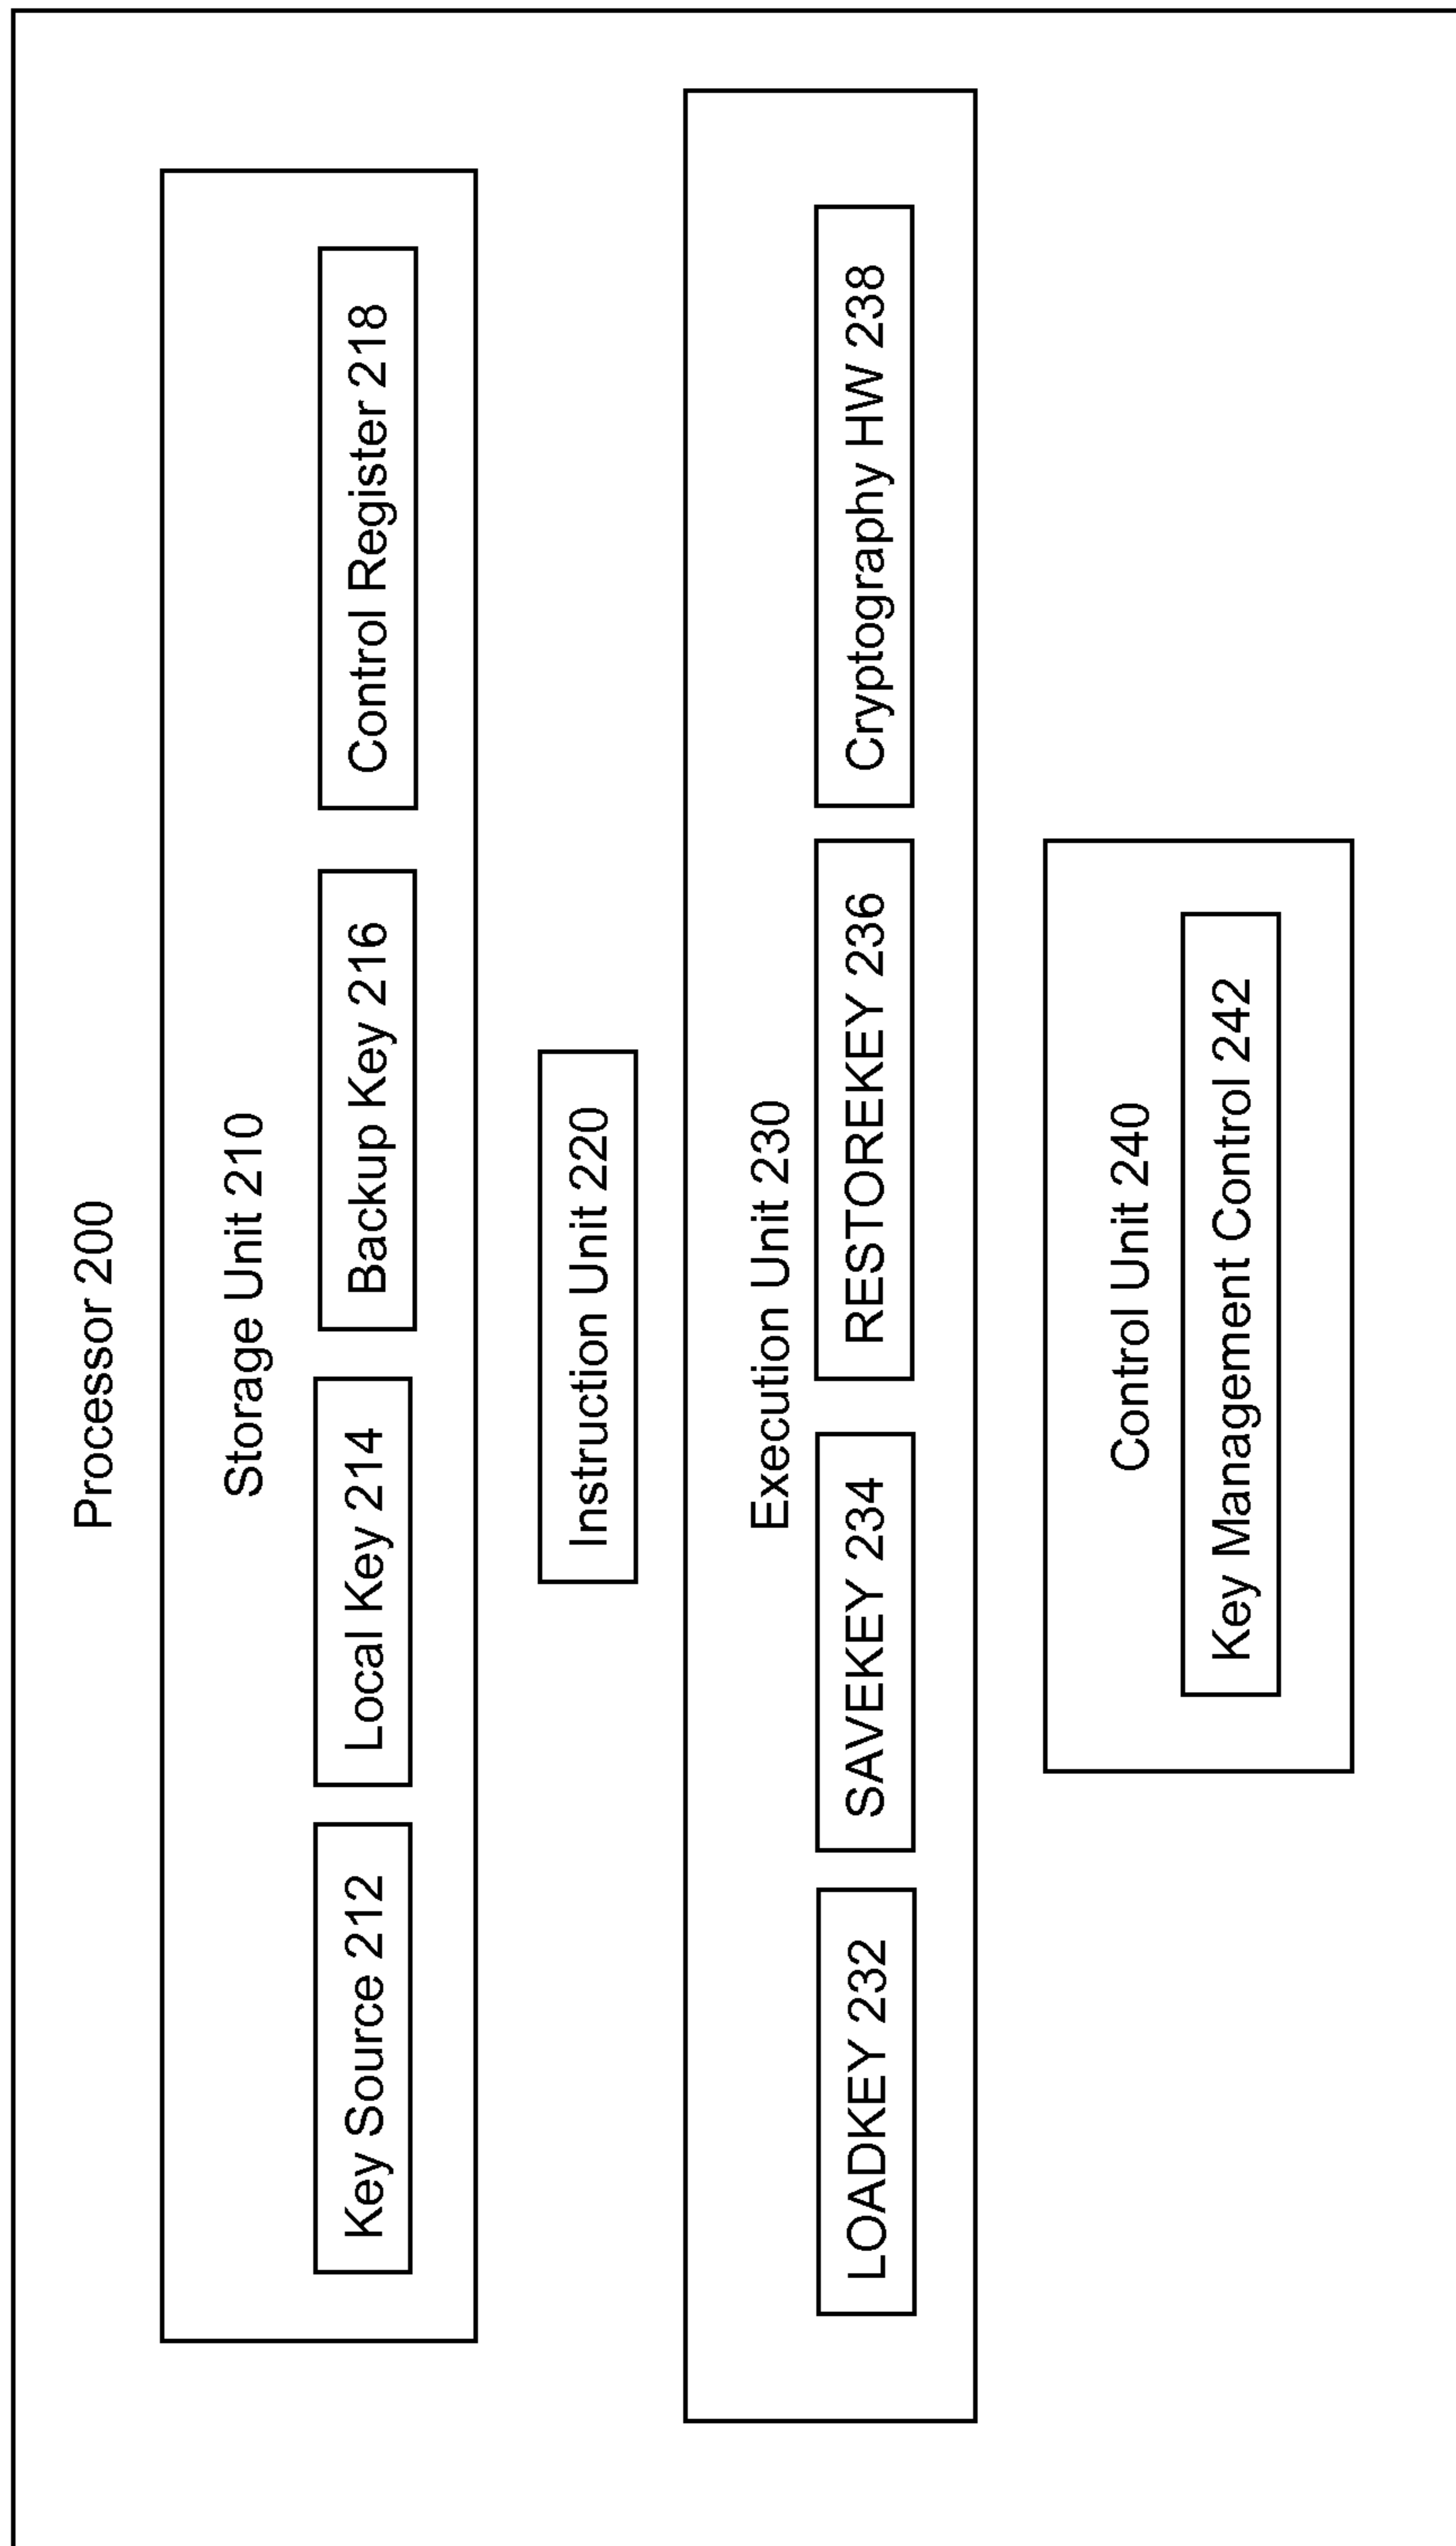 Processor 200
Storage Unit 210
Key Source 212
Local Key 214
Backup Key 216
Control Register 218
Instruction Unit 220
Execution Unit 230
LOADKEY 232
SAVEKEY 234
RESTOREKEY 236
Cryptography HW 238
Control Unit 240
Key Management Control 242